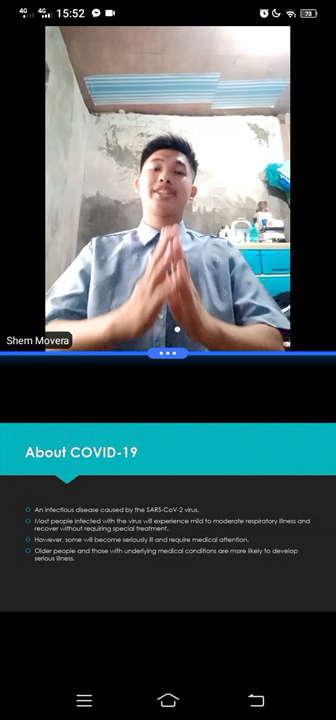 4G 4G 15:52 73
Shem Movera
About COVID-19
An infectious disease caused by the SARS-CoV-2 virus.
Most people infected with the virus will experience mild to moderate respiratory illness and
recover without requiring special treatment.
However, some will become seriously ill and require medical attention.
Older people and those with underlying medical conditions are more likely to develop
serious illness.